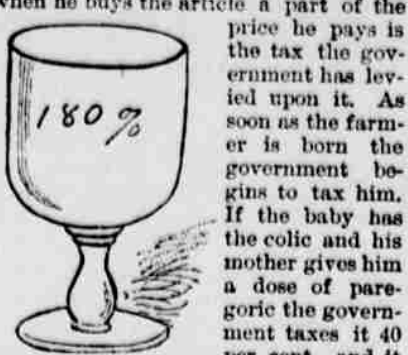 when he buys the article a part of the
price he pays is
the tax the gov-
ernment has lev-
ied upon it. As
soon as the farm-
er is born the
government be-
gins to tax him.
If the baby has
the colic and his
mother gives him
a dose of pare-
goric the govern-
ment taxes it 40
180%